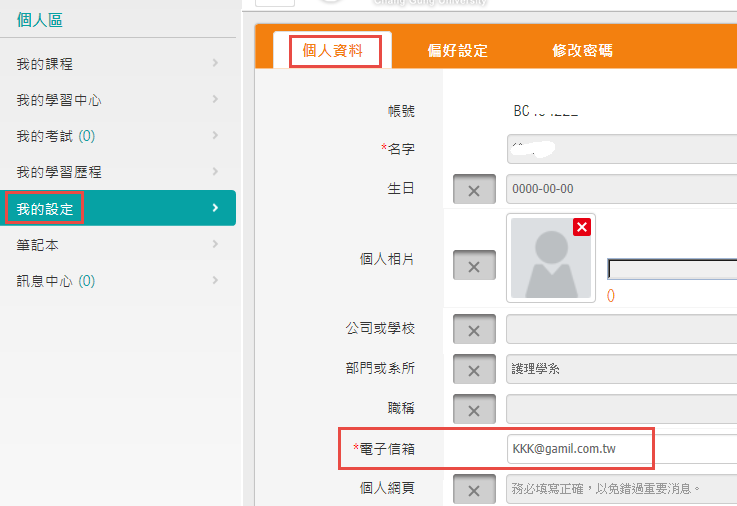 Chang Gung University
個人區
我的課程
我的學習中心
我的考試 (0)
我的學習歷程
我的設定
筆記本
訊息中心 (0)
個人資料 偏好設定 修改密碼
帳號
*名字
生日 0000-00-00
個人相片
()
公司或學校
部門或系所 護理學系
職稱
*電子信箱 KKK@gamil.com.tw
個人網頁 務必填寫正確，以免錯過重要消息。